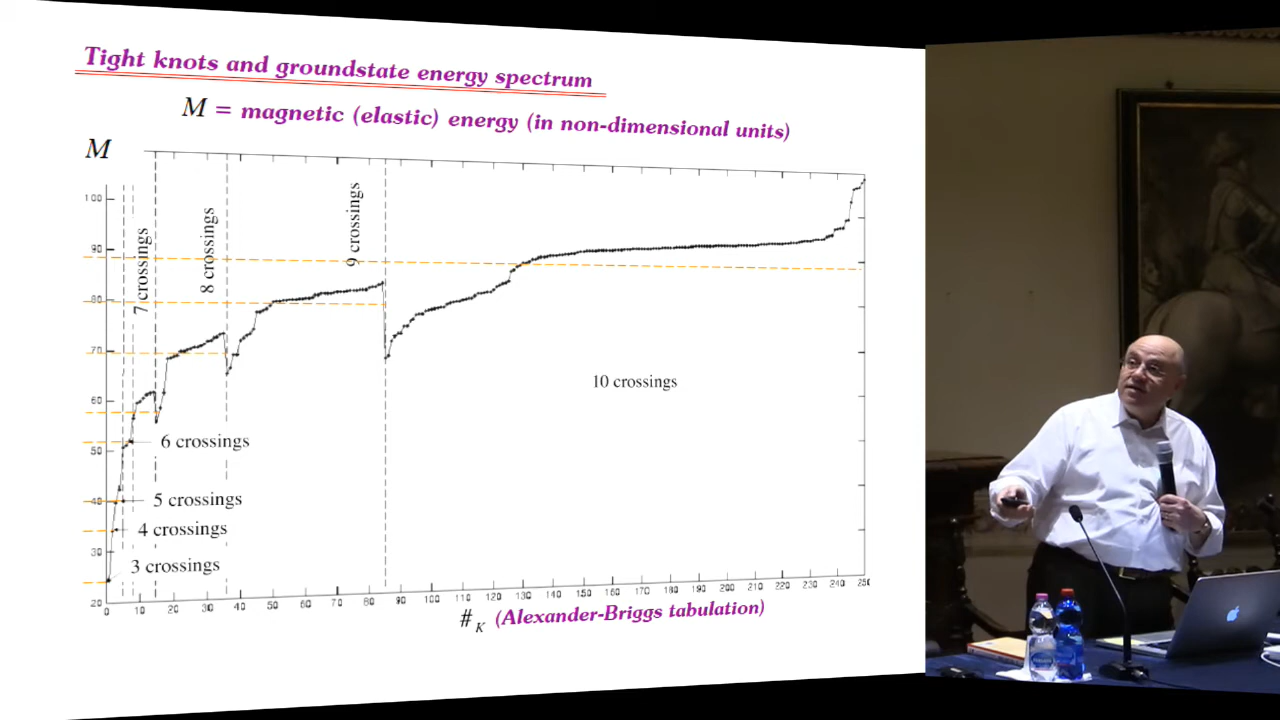 Tight knots and groundstate energy spectrum
M = magnetic (elastic) energy (in non-dimensional units)
M
100
90
80
70
60
50
40
30
20
7 crossings
8 crossings
9 crossings
10 crossings
6 crossings
5 crossings
4 crossings
3 crossings
0 10 20 30 40 50 60 70 80 90 100 110 120 130 140 150 160 170 180 190 200 210 220 230 240 250
#K (Alexander-Briggs tabulation)